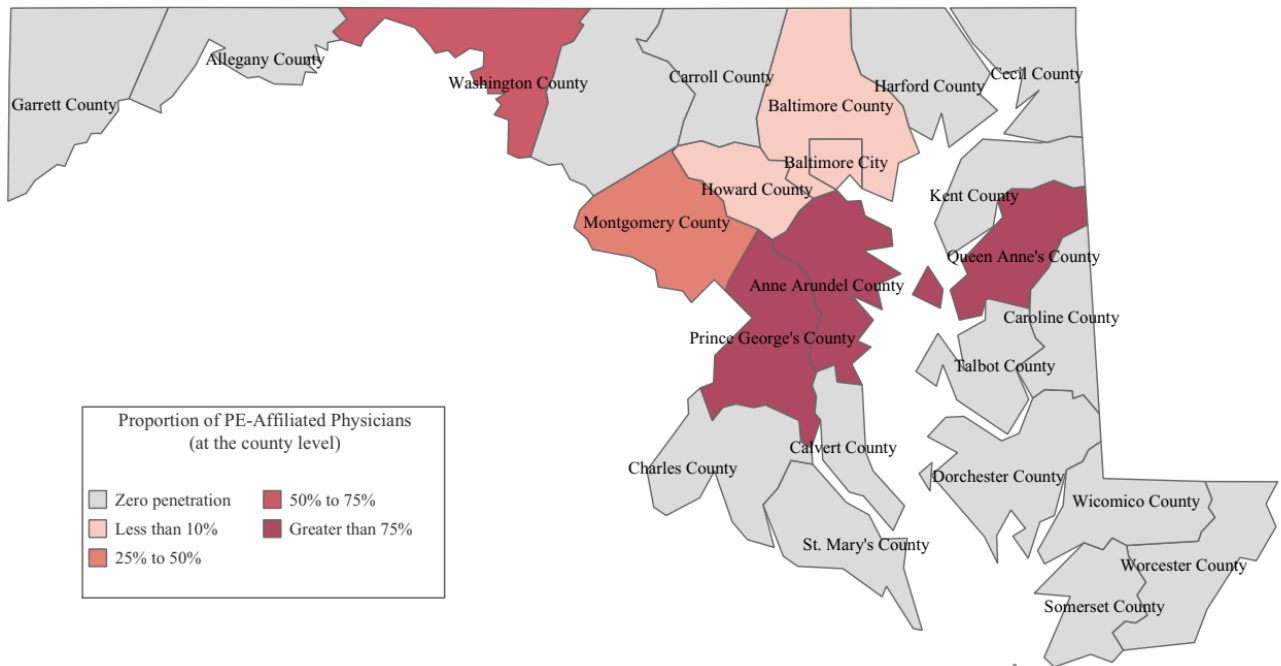 Allegany County
Garrett County
Washington County
Carroll County
Baltimore County
Harford County
Cecil County
Baltimore City
Howard County
Montgomery County
Kent County
Queen Anne's County
Anne Arundel County
Prince George's County
Caroline County
Talbot County
Calvert County
Charles County
Dorchester County
Wicomico County
St. Mary's County
Worcester County
Somerset County
Proportion of PE-Affiliated Physicians
(at the county level)
Zero penetration
Less than 10%
25% to 50%
50% to 75%
Greater than 75%